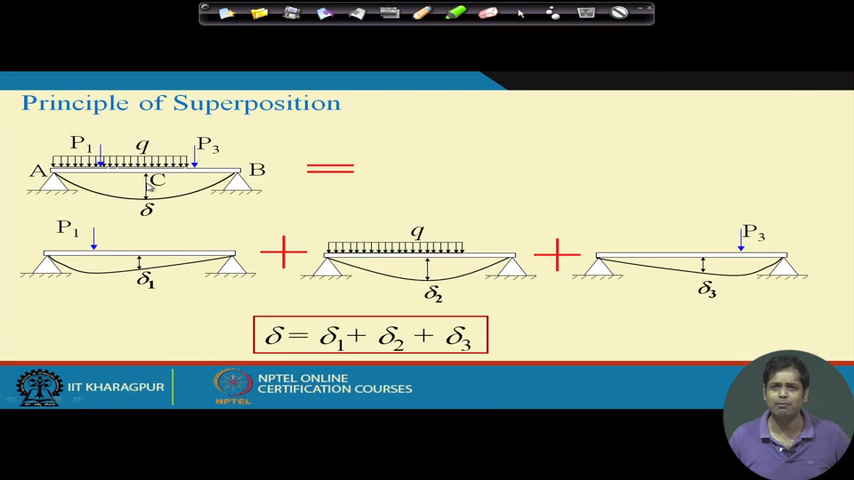 Principle of Superposition
P1 q P3
A C B
δ
P1 q P3
δ1 δ2 δ3
δ = δ1 + δ2 + δ3
IIT KHARAGPUR
NPTEL
NPTEL ONLINE
CERTIFICATION COURSES